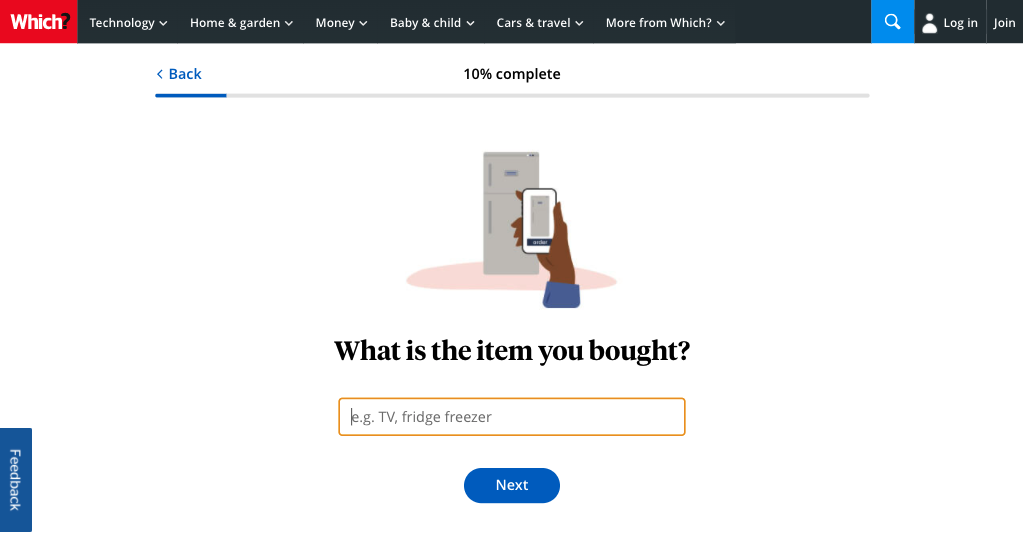 Which? Technology Home & garden Money Baby & child Cars & travel More from Which? Log in Join
Back 10% complete
order
What is the item you bought?
e.g. TV, fridge freezer
Next
Feedback